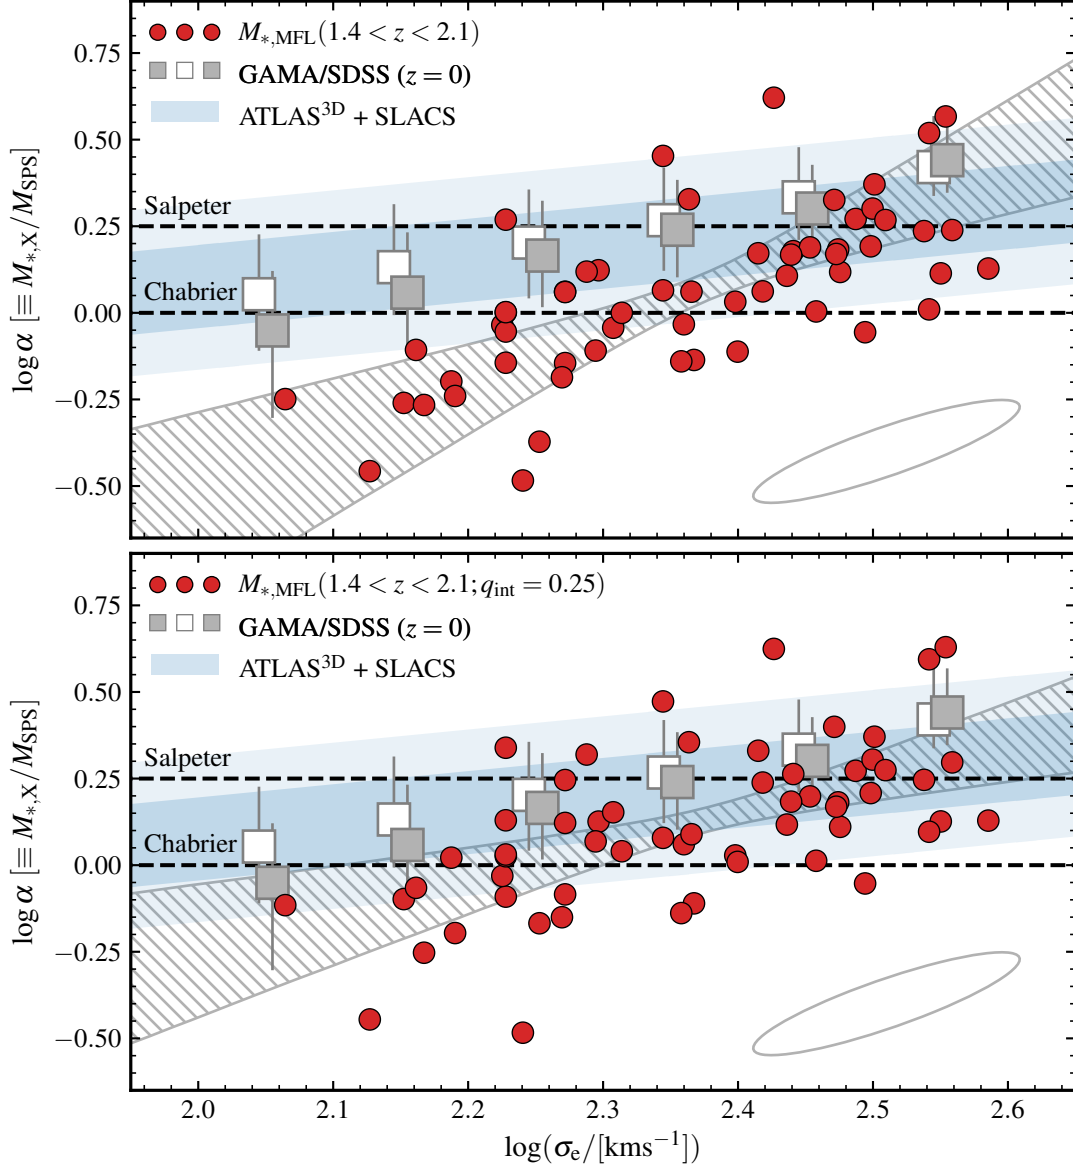 0.75
0.50
0.25
0.00
−0.25
−0.50
log α [≡ M∗,X/MSPS]
M∗,MFL(1.4 < z < 2.1)
GAMA/SDSS (z = 0)
ATLAS3D + SLACS
Salpeter
Chabrier
0.75
0.50
0.25
0.00
−0.25
−0.50
log α [≡ M∗,X/MSPS]
M∗,MFL(1.4 < z < 2.1; qint = 0.25)
GAMA/SDSS (z = 0)
ATLAS3D + SLACS
Salpeter
Chabrier
2.0 2.1 2.2 2.3 2.4 2.5 2.6
log(σe/[kms−1])